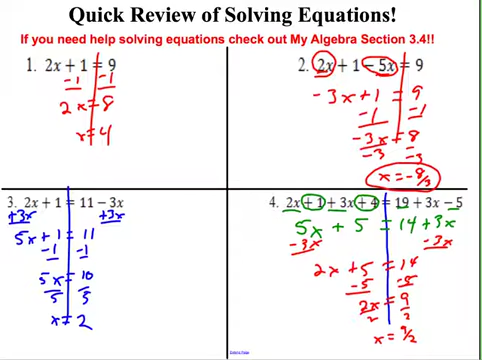 Quick Review of Solving Equations!
If you need help solving equations check out My Algebra Section 3.4!!
1. 2x + 1 = 9
-1 -1
2x = 8
x = 4
2. 2x + 1 - 5x = 9
-3x + 1 = 9
-1 -1
-3x = 8
-3 -3
x = -8/3
3. 2x + 1 = 11 - 3x
+3x +3x
5x + 1 = 11
-1 -1
5x = 10
5 5
x = 2
4. 2x + 1 + 3x + 4 = 19 + 3x - 5
5x + 5 = 14 + 3x
-3x -3x
2x + 5 = 14
-5 -5
2x = 9
2 2
x = 9/2